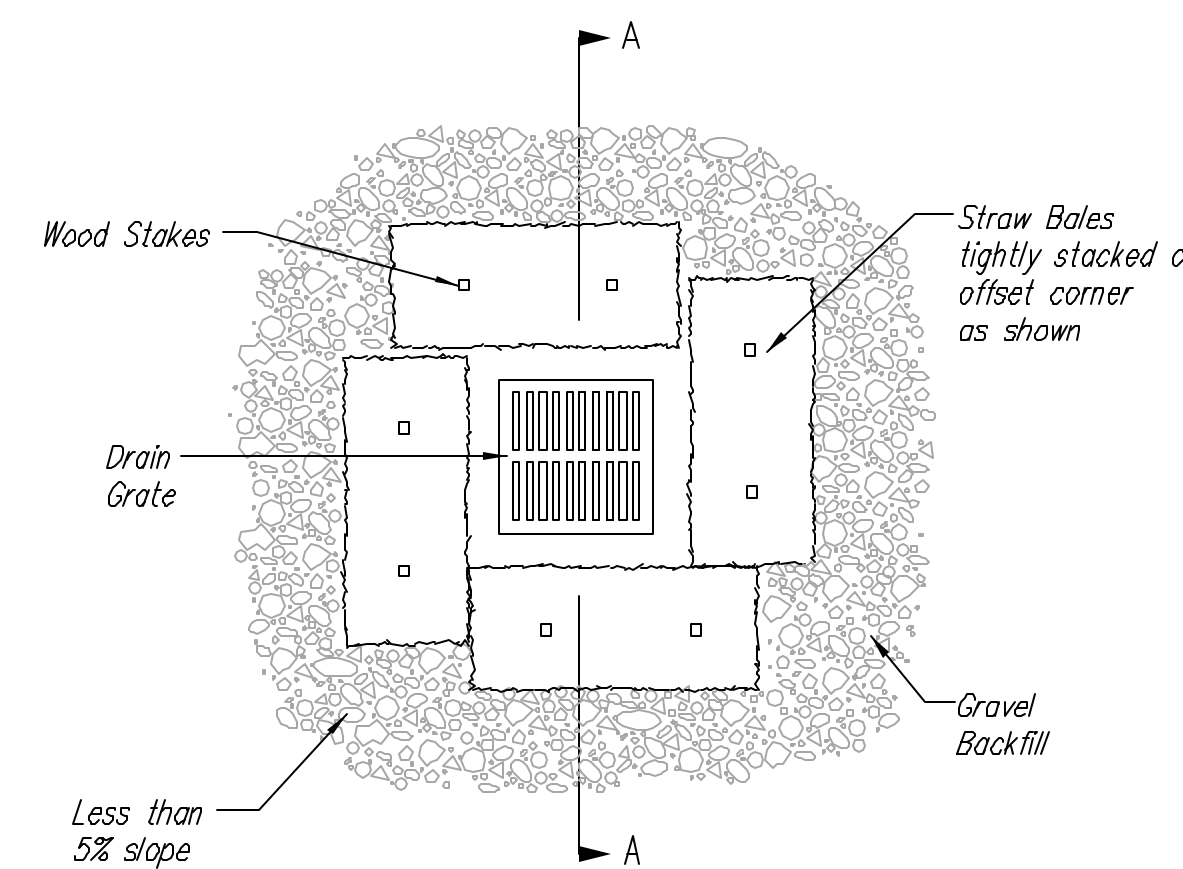 A
Wood Stakes
Straw Bales
tightly stacked
offset corner
as shown
Drain
Grate
Gravel
Backfill
Less than
5% slope
A